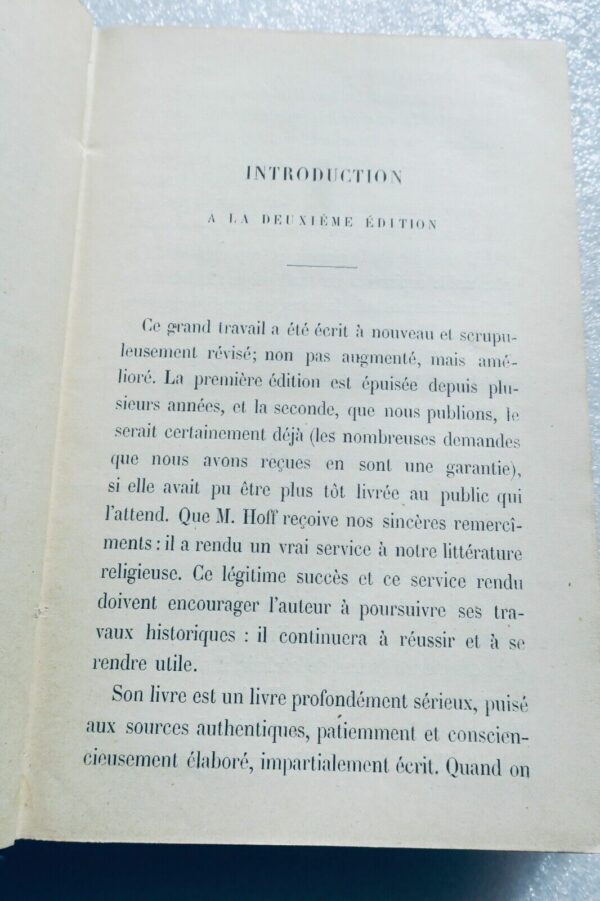 INTRODUCTION
A LA DEUXIÈME ÉDITION
Ce grand travail a été écrit à nouveau et scrupu-
leusement révisé; non pas augmenté, mais amé-
lioré. La première édition est épuisée depuis plu-
sieurs années, et la seconde, que nous publions, le
serait certainement déjà (les nombreuses demandes
que nous avons reçues en sont une garantie),
si elle avait pu être plus tôt livrée au public qui
l'attend. Que M. Hoff reçoive nos sincères remercî-
ments : il a rendu un vrai service à notre littérature
religieuse. Ce légitime succès et ce service rendu
doivent encourager l'auteur à poursuivre ses tra-
vaux historiques : il continuera à réussir et à se
rendre utile.
Son livre est un livre profondément sérieux, puisé
aux sources authentiques, patiemment et conscien-
cieusement élaboré, impartialement écrit. Quand on